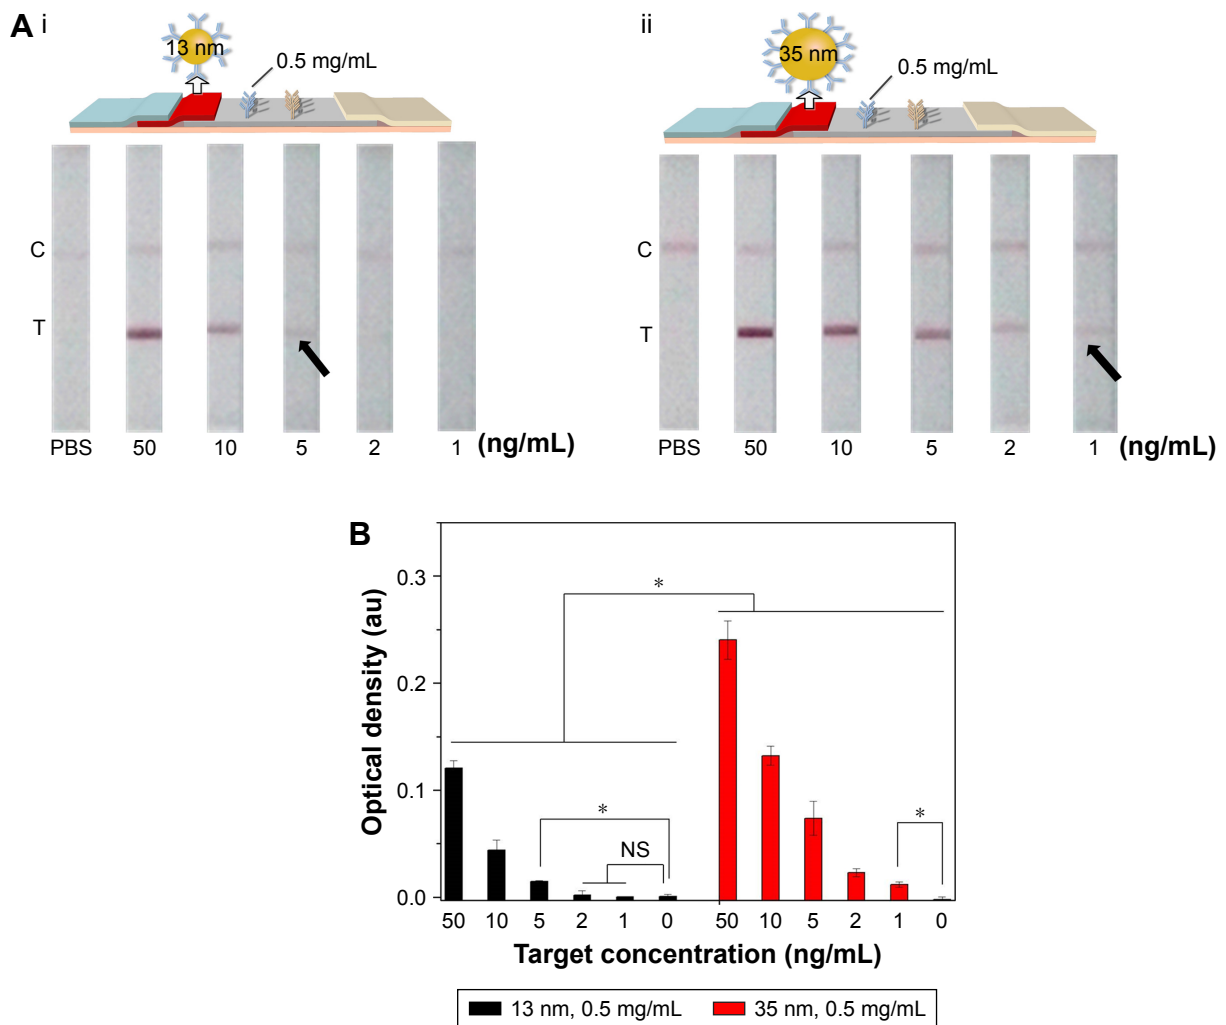 A i
13 nm
0.5 mg/mL
C
T
PBS 50 10 5 2 1 (ng/mL)
ii
35 nm
0.5 mg/mL
C
T
PBS 50 10 5 2 1 (ng/mL)
B
Optical density (au)
0.3
0.2
0.1
0.0
*
*
NS
*
50 10 5 2 1 0 50 10 5 2 1 0
Target concentration (ng/mL)
13 nm, 0.5 mg/mL 35 nm, 0.5 mg/mL